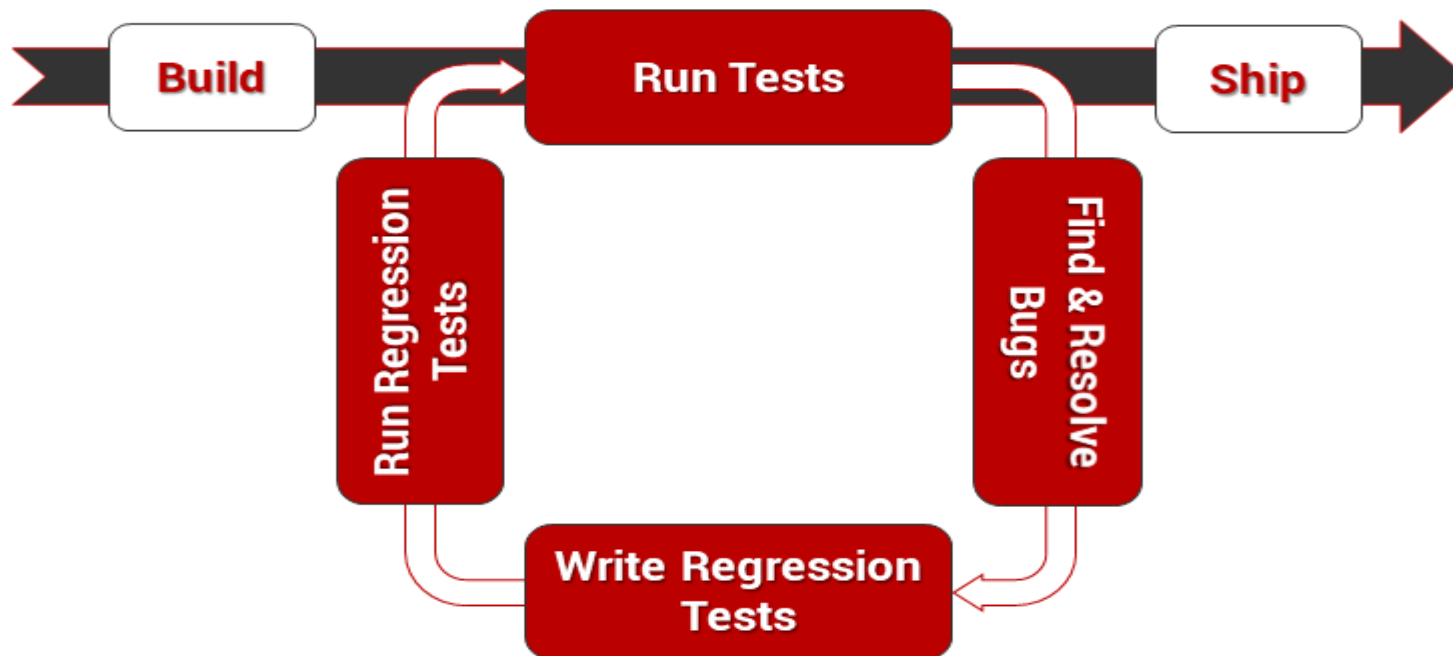 Build
Run Tests
Ship
Run Regression
Tests
Find & Resolve
Bugs
Write Regression
Tests